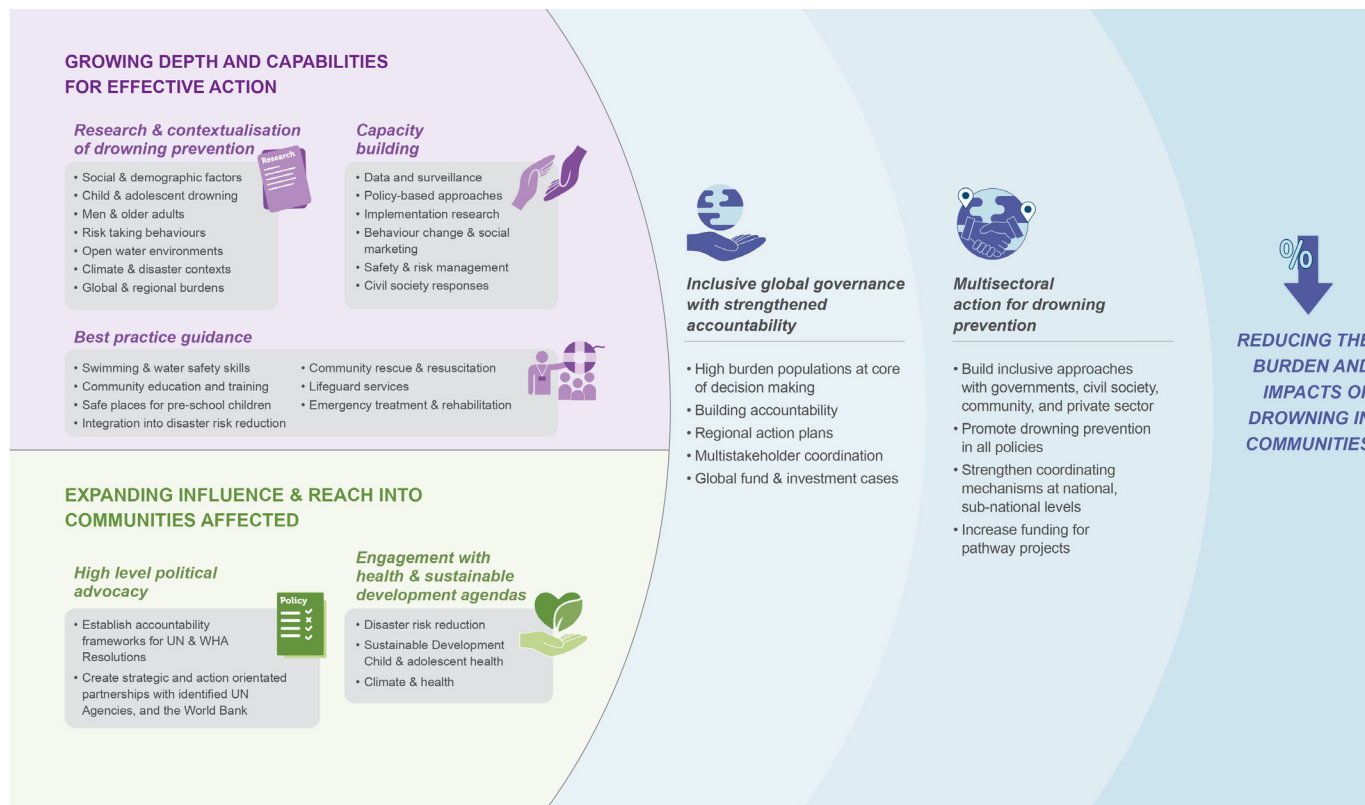 GROWING DEPTH AND CAPABILITIES
FOR EFFECTIVE ACTION
Research & contextualisation
of drowning prevention
Research
• Social & demographic factors
• Child & adolescent drowning
• Men & older adults
• Risk taking behaviours
• Open water environments
• Climate & disaster contexts
• Global & regional burdens
Capacity
building
• Data and surveillance
• Policy-based approaches
• Implementation research
• Behaviour change & social
marketing
• Safety & risk management
• Civil society responses
Best practice guidance
• Swimming & water safety skills
• Community education and training
• Safe places for pre-school children
• Integration into disaster risk reduction
• Community rescue & resuscitation
• Lifeguard services
• Emergency treatment & rehabilitation
EXPANDING INFLUENCE & REACH INTO
COMMUNITIES AFFECTED
High level political
advocacy
Policy
• Establish accountability
frameworks for UN & WHA
Resolutions
• Create strategic and action orientated
partnerships with identified UN
Agencies, and the World Bank
Engagement with
health & sustainable
development agendas
• Disaster risk reduction
• Sustainable Development
Child & adolescent health
• Climate & health
Inclusive global governance
with strengthened
accountability
• High burden populations at core
of decision making
• Building accountability
• Regional action plans
• Multistakeholder coordination
• Global fund & investment cases
Multisectoral
action for drowning
prevention
• Build inclusive approaches
with governments, civil society,
community, and private sector
• Promote drowning prevention
in all policies
• Strengthen coordinating
mechanisms at national,
sub-national levels
• Increase funding for
pathway projects
%
REDUCING THE
BURDEN AND
IMPACTS OF
DROWNING IN
COMMUNITIES